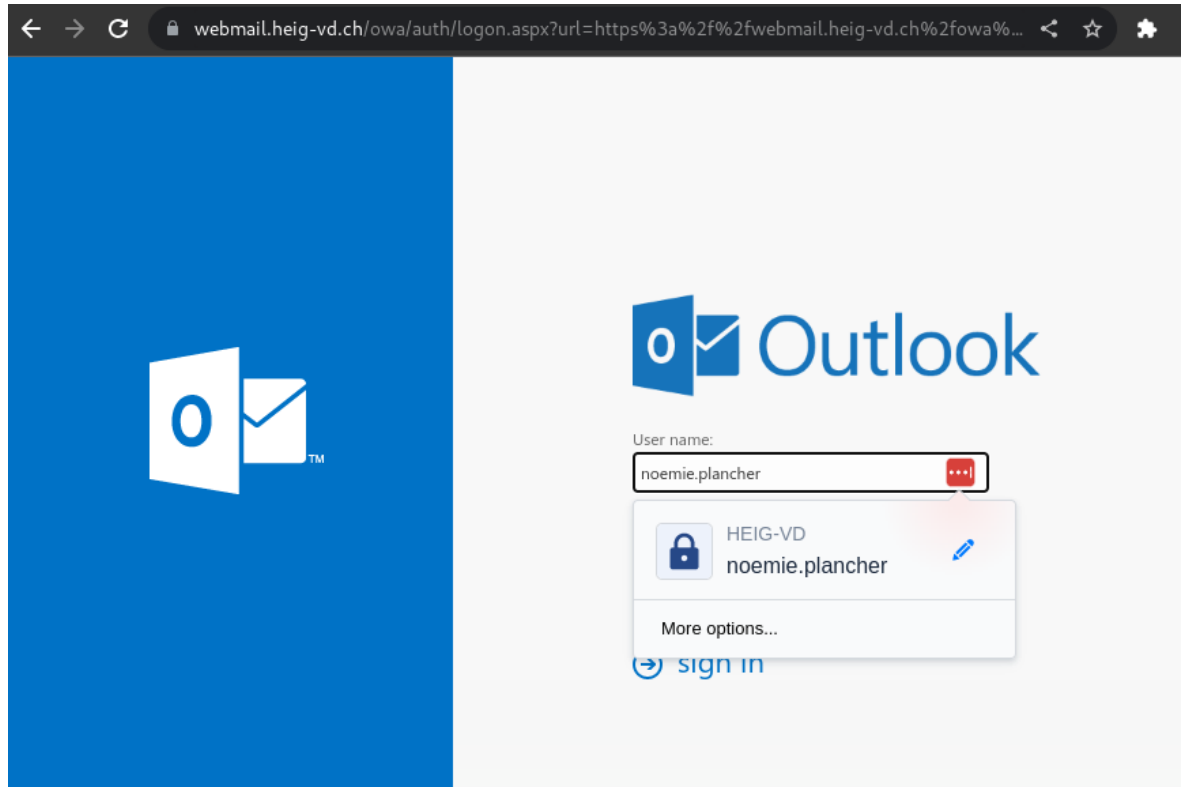 webmail.heig-vd.ch/owa/auth/logon.aspx?url=https%3a%2f%2fwebmail.heig-vd.ch%2fowa%...
O
TM
O Outlook
User name:
noemie.plancher
HEIG-VD
noemie.plancher
More options...
sign in